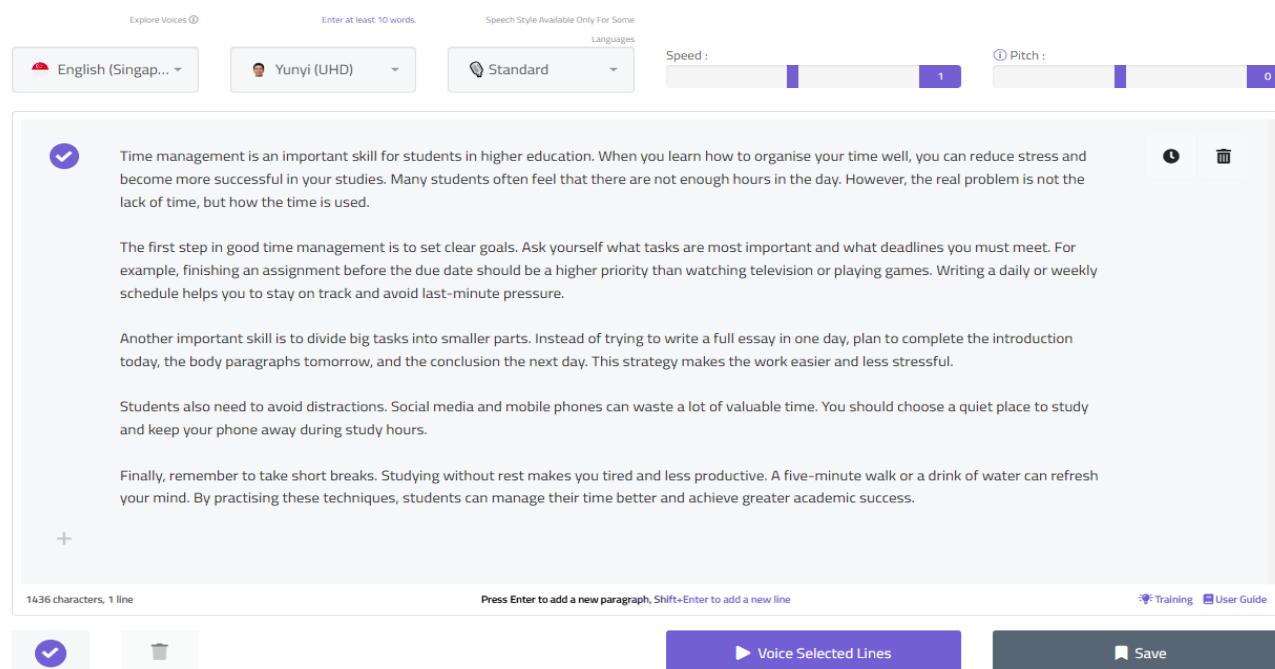 Explore Voices
Enter at least 10 words.
Speech Style Available Only For Some
Languages
English (Singap...
Yunyi (UHD)
Standard
Speed :
1
Pitch :
0
Time management is an important skill for students in higher education. When you learn how to organise your time well, you can reduce stress and
become more successful in your studies. Many students often feel that there are not enough hours in the day. However, the real problem is not the
lack of time, but how the time is used.
The first step in good time management is to set clear goals. Ask yourself what tasks are most important and what deadlines you must meet. For
example, finishing an assignment before the due date should be a higher priority than watching television or playing games. Writing a daily or weekly
schedule helps you to stay on track and avoid last-minute pressure.
Another important skill is to divide big tasks into smaller parts. Instead of trying to write a full essay in one day, plan to complete the introduction
today, the body paragraphs tomorrow, and the conclusion the next day. This strategy makes the work easier and less stressful.
Students also need to avoid distractions. Social media and mobile phones can waste a lot of valuable time. You should choose a quiet place to study
and keep your phone away during study hours.
Finally, remember to take short breaks. Studying without rest makes you tired and less productive. A five-minute walk or a drink of water can refresh
your mind. By practising these techniques, students can manage their time better and achieve greater academic success.
1436 characters, 1 line
Press Enter to add a new paragraph, Shift+Enter to add a new line
Training
User Guide
Voice Selected Lines
Save